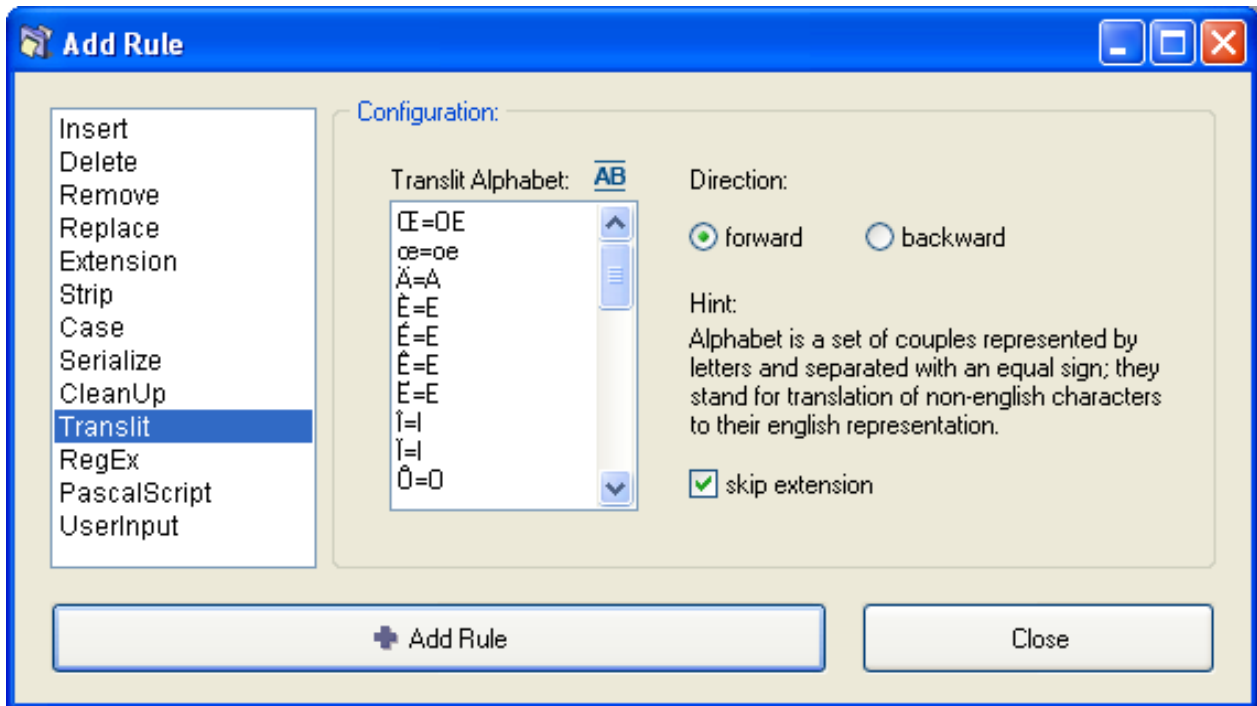 Add Rule
Insert
Delete
Remove
Replace
Extension
Strip
Case
Serialize
CleanUp
Translit
RegEx
PascalScript
UserInput
Configuration:
Translit Alphabet:
AB
Œ=OE
œ=oe
Ä=A
È=E
É=E
Ê=E
Ë=E
Î=I
Ï=I
Ô=O
Direction:
forward
backward
Hint:
Alphabet is a set of couples represented by
letters and separated with an equal sign; they
stand for translation of non-english characters
to their english representation.
skip extension
Add Rule
Close